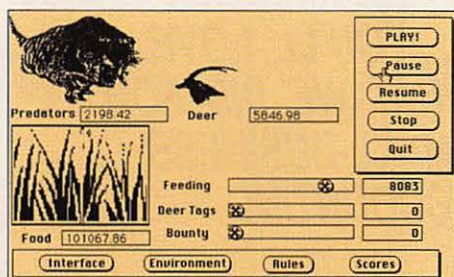 PLAY!
Pause
Resume
Stop
Quit
Predators 2198.42
Deer 5846.98
Feeding 8083
Deer Tags 0
Bounty 0
Food 101067.86
Interface Environment Rules Scores